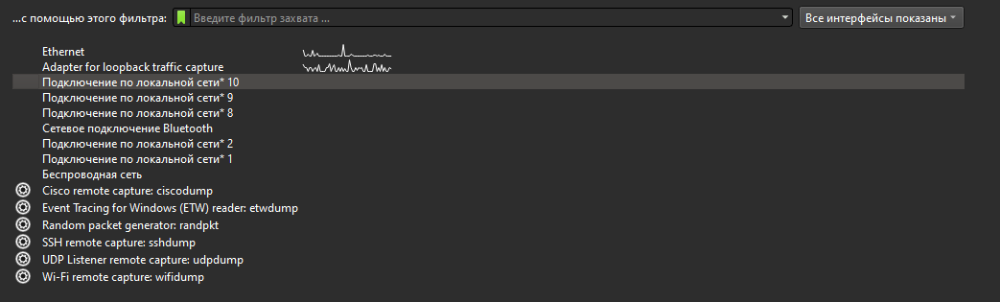 ...с помощью этого фильтра: Введите фильтр захвата ... Все интерфейсы показаны
Ethernet
Adapter for loopback traffic capture
Подключение по локальной сети* 10
Подключение по локальной сети* 9
Подключение по локальной сети* 8
Сетевое подключение Bluetooth
Подключение по локальной сети* 2
Подключение по локальной сети* 1
Беспроводная сеть
Cisco remote capture: ciscodump
Event Tracing for Windows (ETW) reader: etwdump
Random packet generator: randpkt
SSH remote capture: sshdump
UDP Listener remote capture: udpdump
Wi-Fi remote capture: wifidump